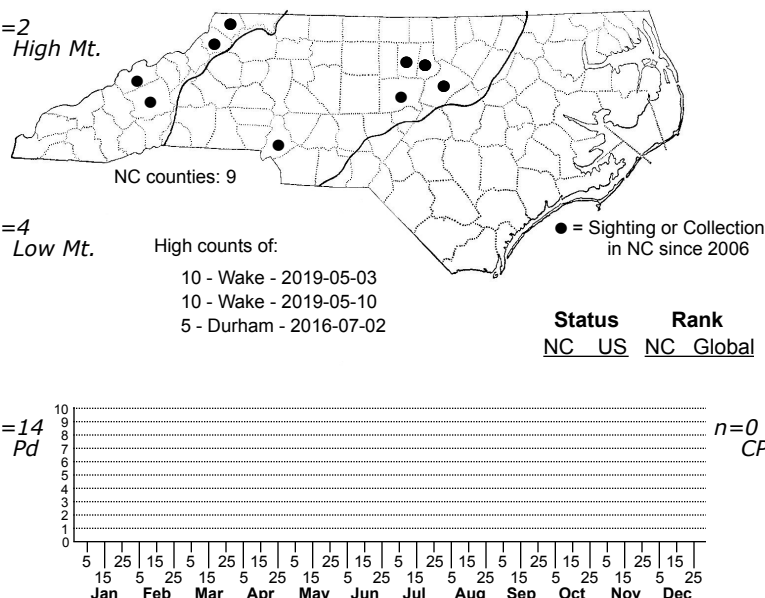 =2
High Mt.
NC counties: 9
=4
Low Mt.
High counts of:
10 - Wake - 2019-05-03
10 - Wake - 2019-05-10
5 - Durham - 2016-07-02
● = Sighting or Collection
in NC since 2006
Status Rank
NC US NC Global
=14
Pd
10
9
8
7
6
5
4
3
2
1
0
n=0
CP
5 25 15 5 25 15 5 25 15 5 25 15 5 25 15 5 25 15
15 5 25 15 5 25 15 5 25 15 5 25 15 5 25 15 5 25
Jan Feb Mar Apr May Jun Jul Aug Sep Oct Nov Dec